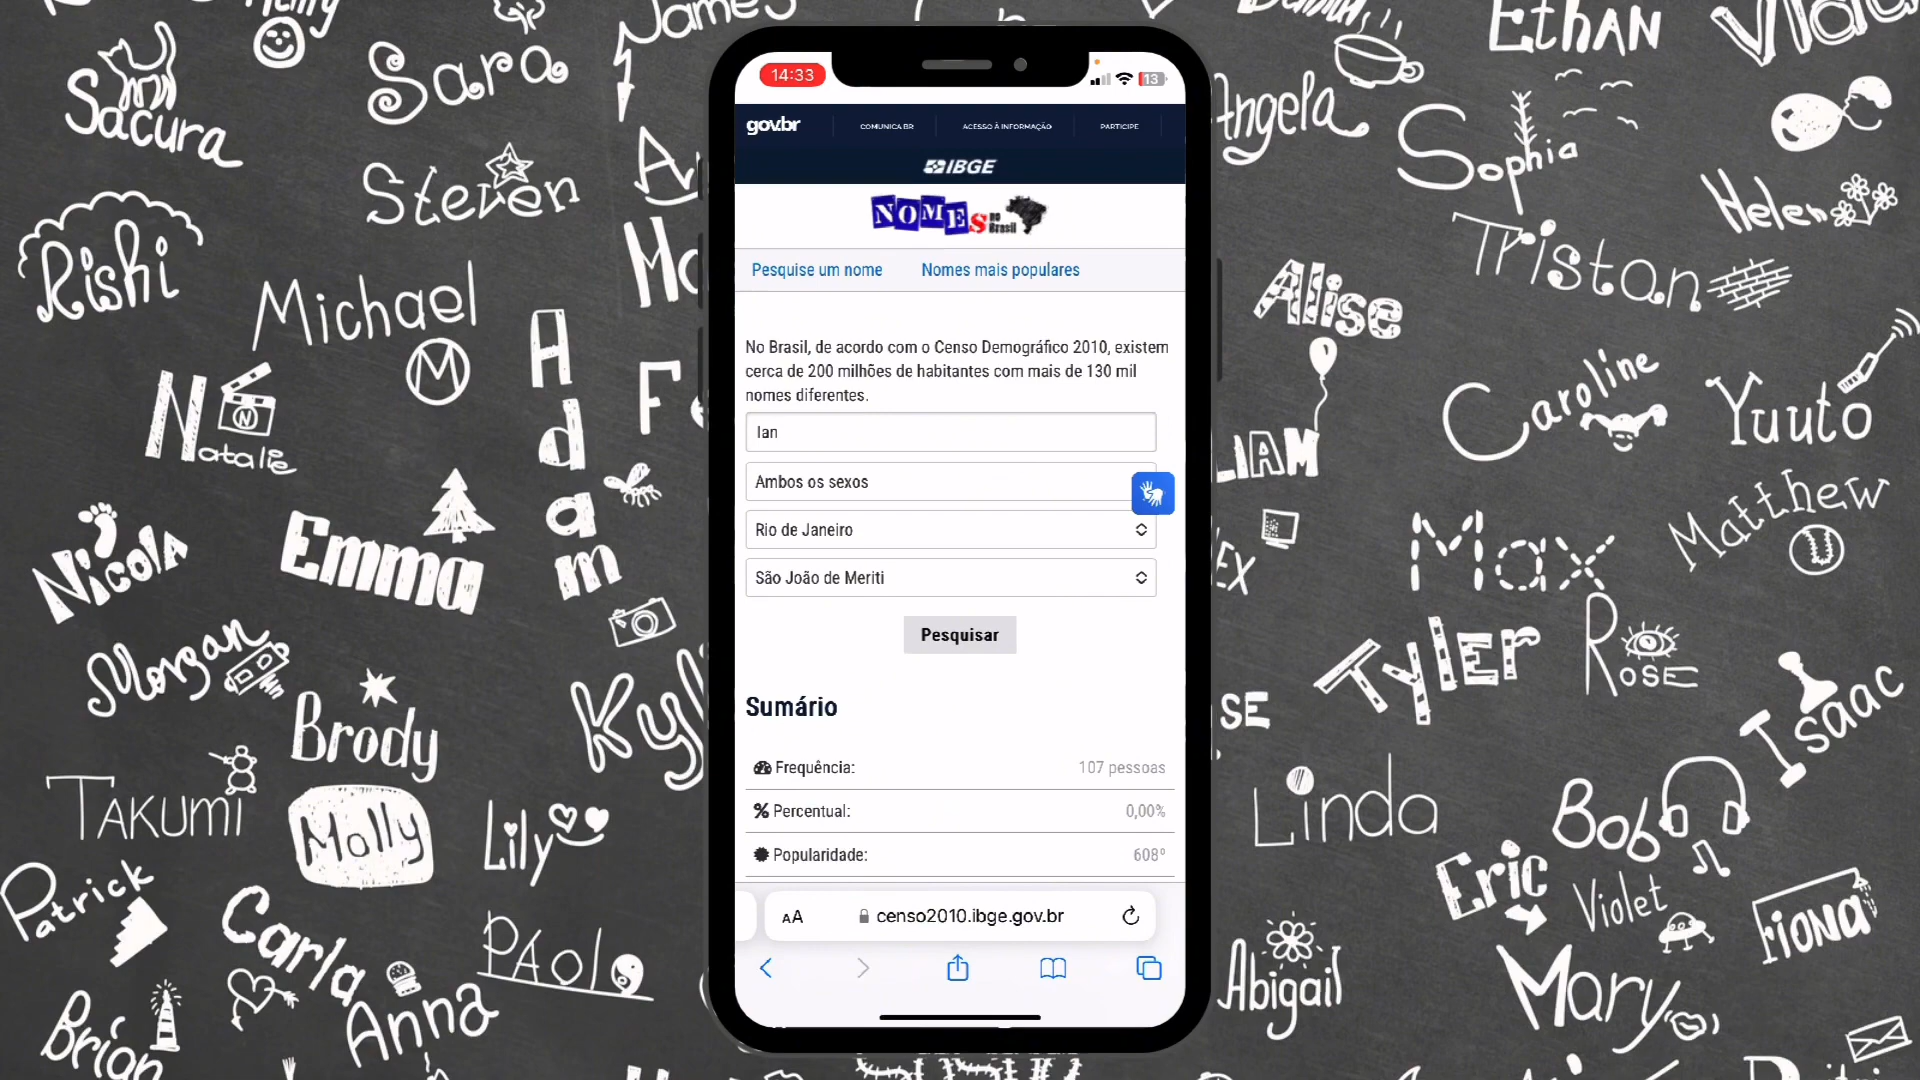 Henny
James
EthAN
Sara
Sacura
Steven
Angela
Sophia
Helen
Rishi
Michael
M
Adam
Tristan
Alise
Caroline
Yuuto
N
Natalie
LIAM
Matthew
Nicola
Emma
Max
Morgan
Tyler
Rose
Brody
Isaac
TAKUMI
Molly
Lily
Linda
Bob
Patrick
Carla
PAOlo
Eric
Violet
FIONA
Brian
Anna
Abigail
Mary
14:33
13
gov.br
COMUNICA BR
ACESSO À INFORMAÇÃO
PARTICIPE
IBGE
NOMES no Brasil
Pesquise um nome
Nomes mais populares
No Brasil, de acordo com o Censo Demográfico 2010, existem
cerca de 200 milhões de habitantes com mais de 130 mil
nomes diferentes.
Ian
Ambos os sexos
Rio de Janeiro
São João de Meriti
Pesquisar
Sumário
Frequência: 107 pessoas
Percentual: 0,00%
Popularidade: 608º
AA
censo2010.ibge.gov.br